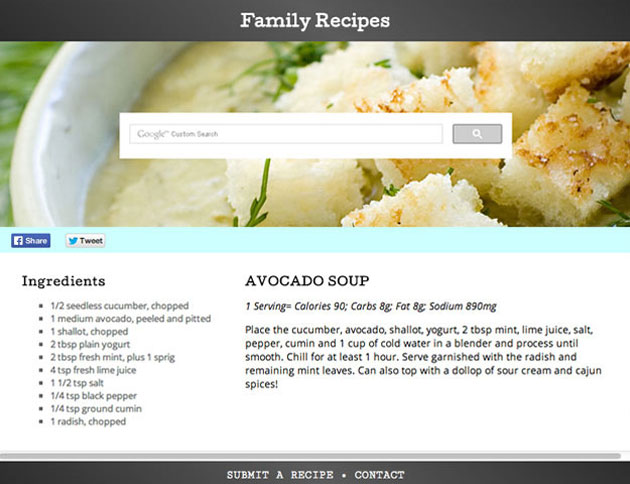 Family Recipes
Google™ Custom Search
Share
Tweet
Ingredients
1/2 seedless cucumber, chopped
1 medium avocado, peeled and pitted
1 shallot, chopped
2 tbsp plain yogurt
2 tbsp fresh mint, plus 1 sprig
4 tsp fresh lime juice
1 1/2 tsp salt
1/4 tsp black pepper
1/4 tsp ground cumin
1 radish, chopped
AVOCADO SOUP
1 Serving= Calories 90; Carbs 8g; Fat 8g; Sodium 890mg
Place the cucumber, avocado, shallot, yogurt, 2 tbsp mint, lime juice, salt,
pepper, cumin and 1 cup of cold water in a blender and process until
smooth. Chill for at least 1 hour. Serve garnished with the radish and
remaining mint leaves. Can also top with a dollop of sour cream and cajun
spices!
SUBMIT A RECIPE • CONTACT